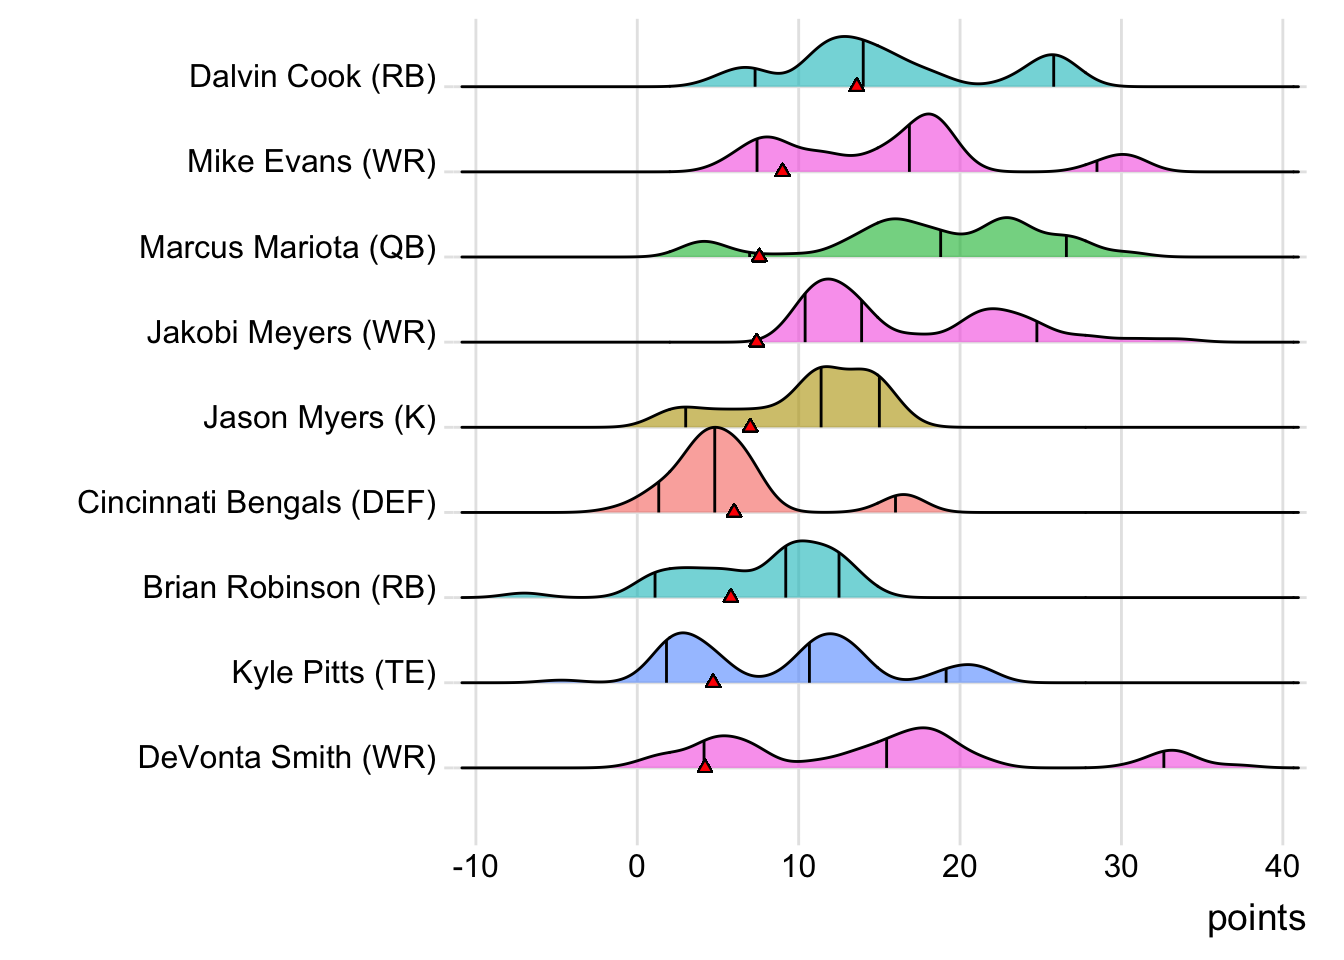 Dalvin Cook (RB)
Mike Evans (WR)
Marcus Mariota (QB)
Jakobi Meyers (WR)
Jason Myers (K)
Cincinnati Bengals (DEF)
Brian Robinson (RB)
Kyle Pitts (TE)
DeVonta Smith (WR)
-10 0 10 20 30 40
points